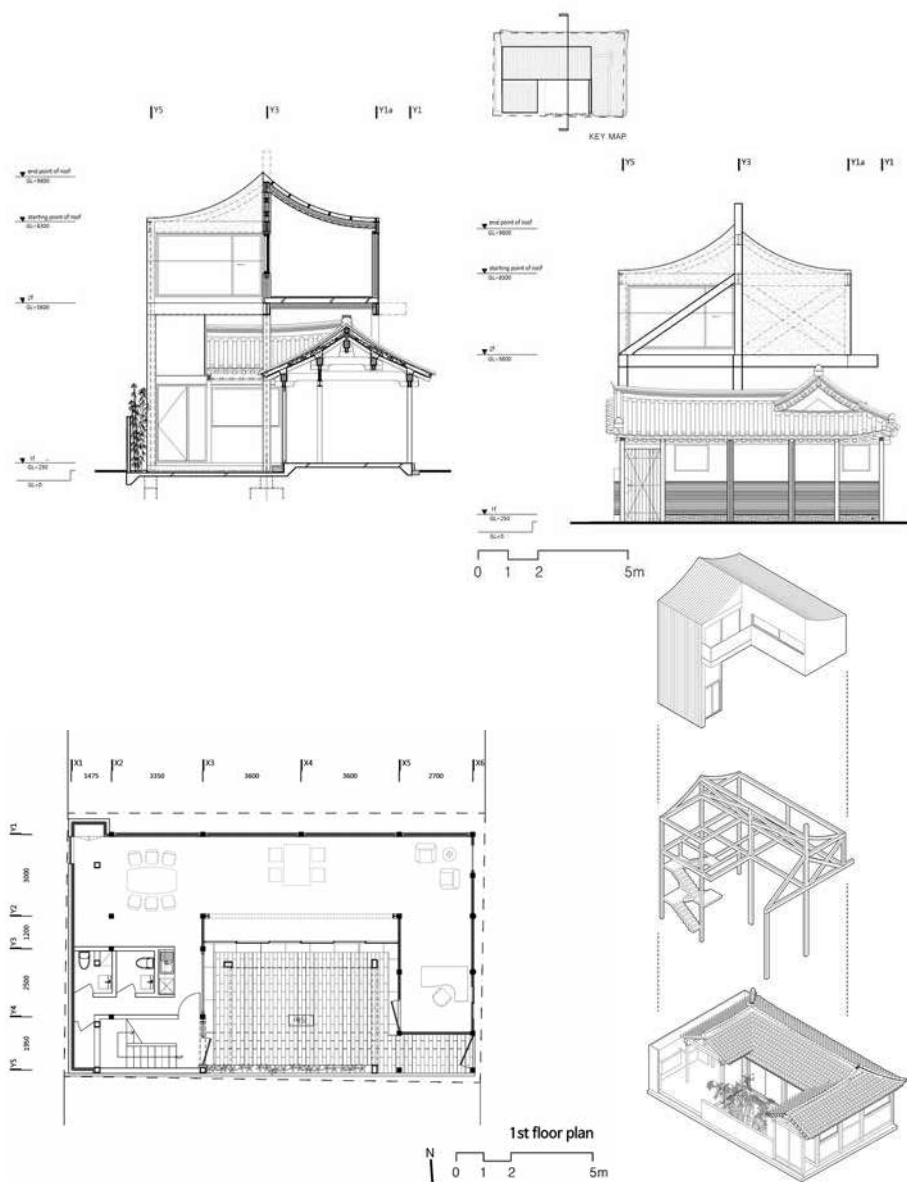 KEY MAP
Y5 Y3 Y1a Y1
end point of roof
starting point of roof
2f
1f
Y5 Y3 Y1a Y1
end point of roof
starting point of roof
2f
1f
0 1 2 5m
X1 X2 X3 X4 X5 X6
1475 3350 3600 3600 2700
Y1
3000
Y2
1200
Y3
2500
Y4
1950
Y5
1st floor plan
N
0 1 2 5m